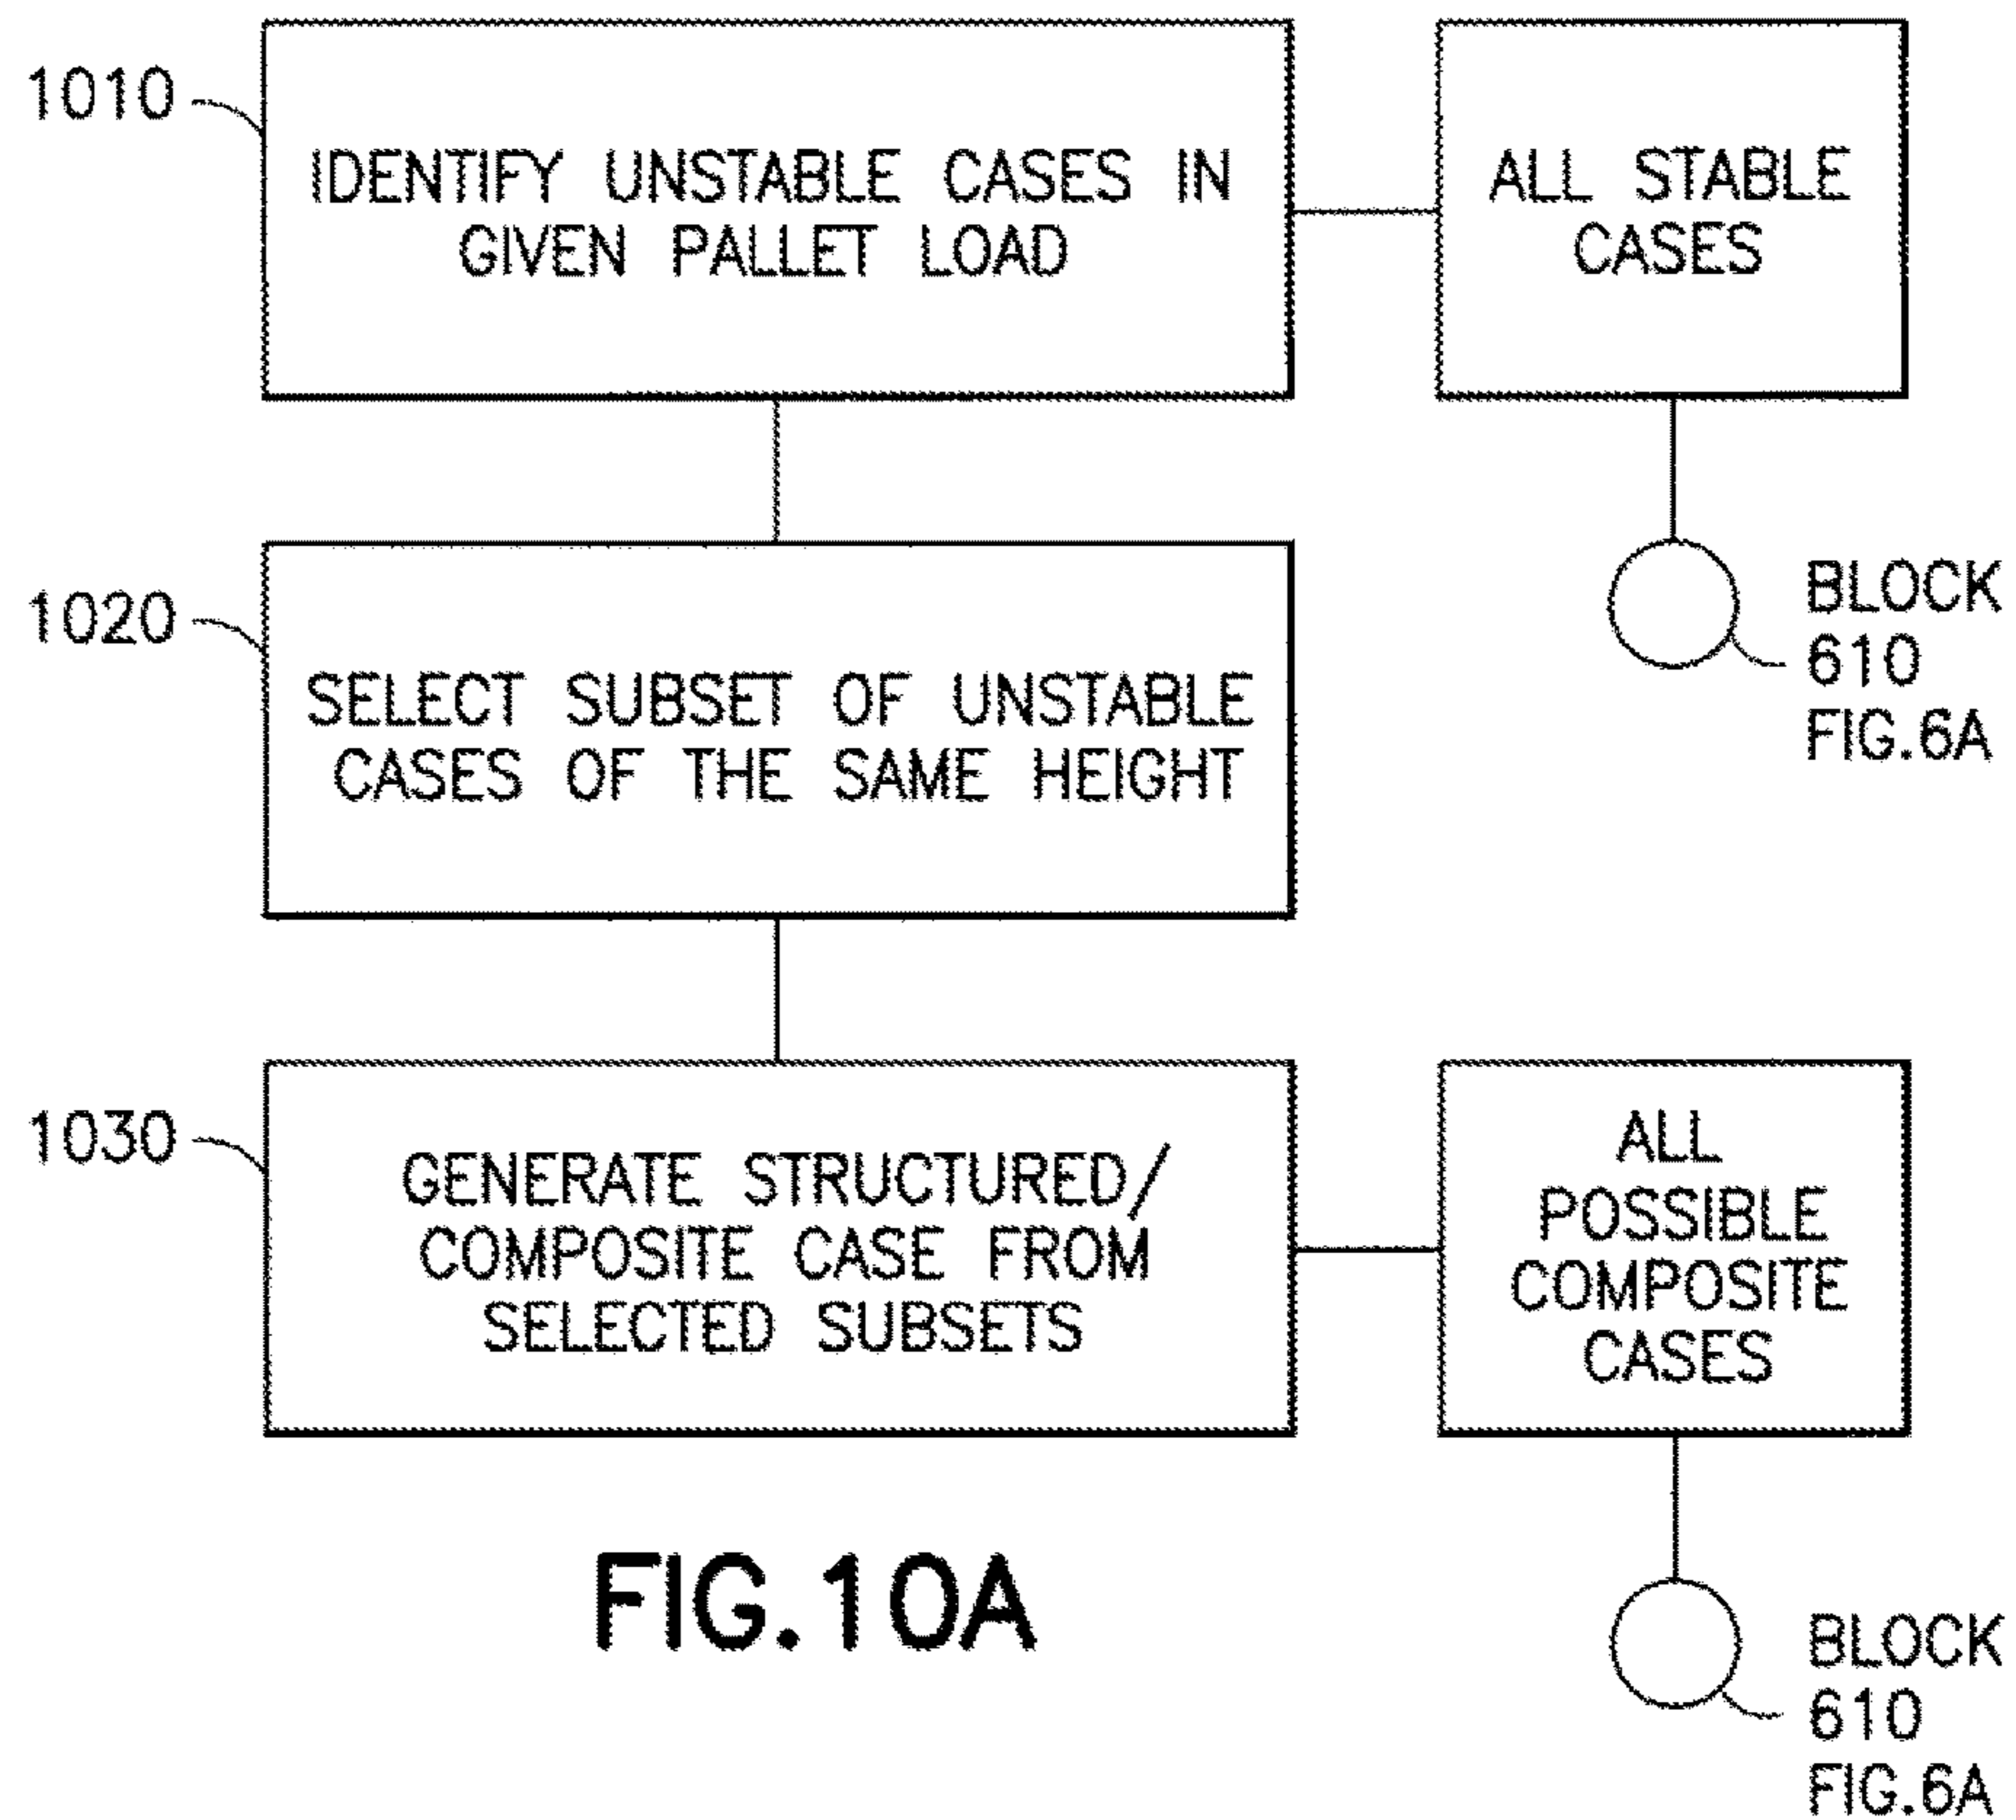 1010
IDENTIFY UNSTABLE CASES IN
GIVEN PALLET LOAD
ALL STABLE
CASES
BLOCK
610
FIG.6A
1020
SELECT SUBSET OF UNSTABLE
CASES OF THE SAME HEIGHT
1030
GENERATE STRUCTURED/
COMPOSITE CASE FROM
SELECTED SUBSETS
ALL
POSSIBLE
COMPOSITE
CASES
BLOCK
610
FIG.6A
FIG.10A